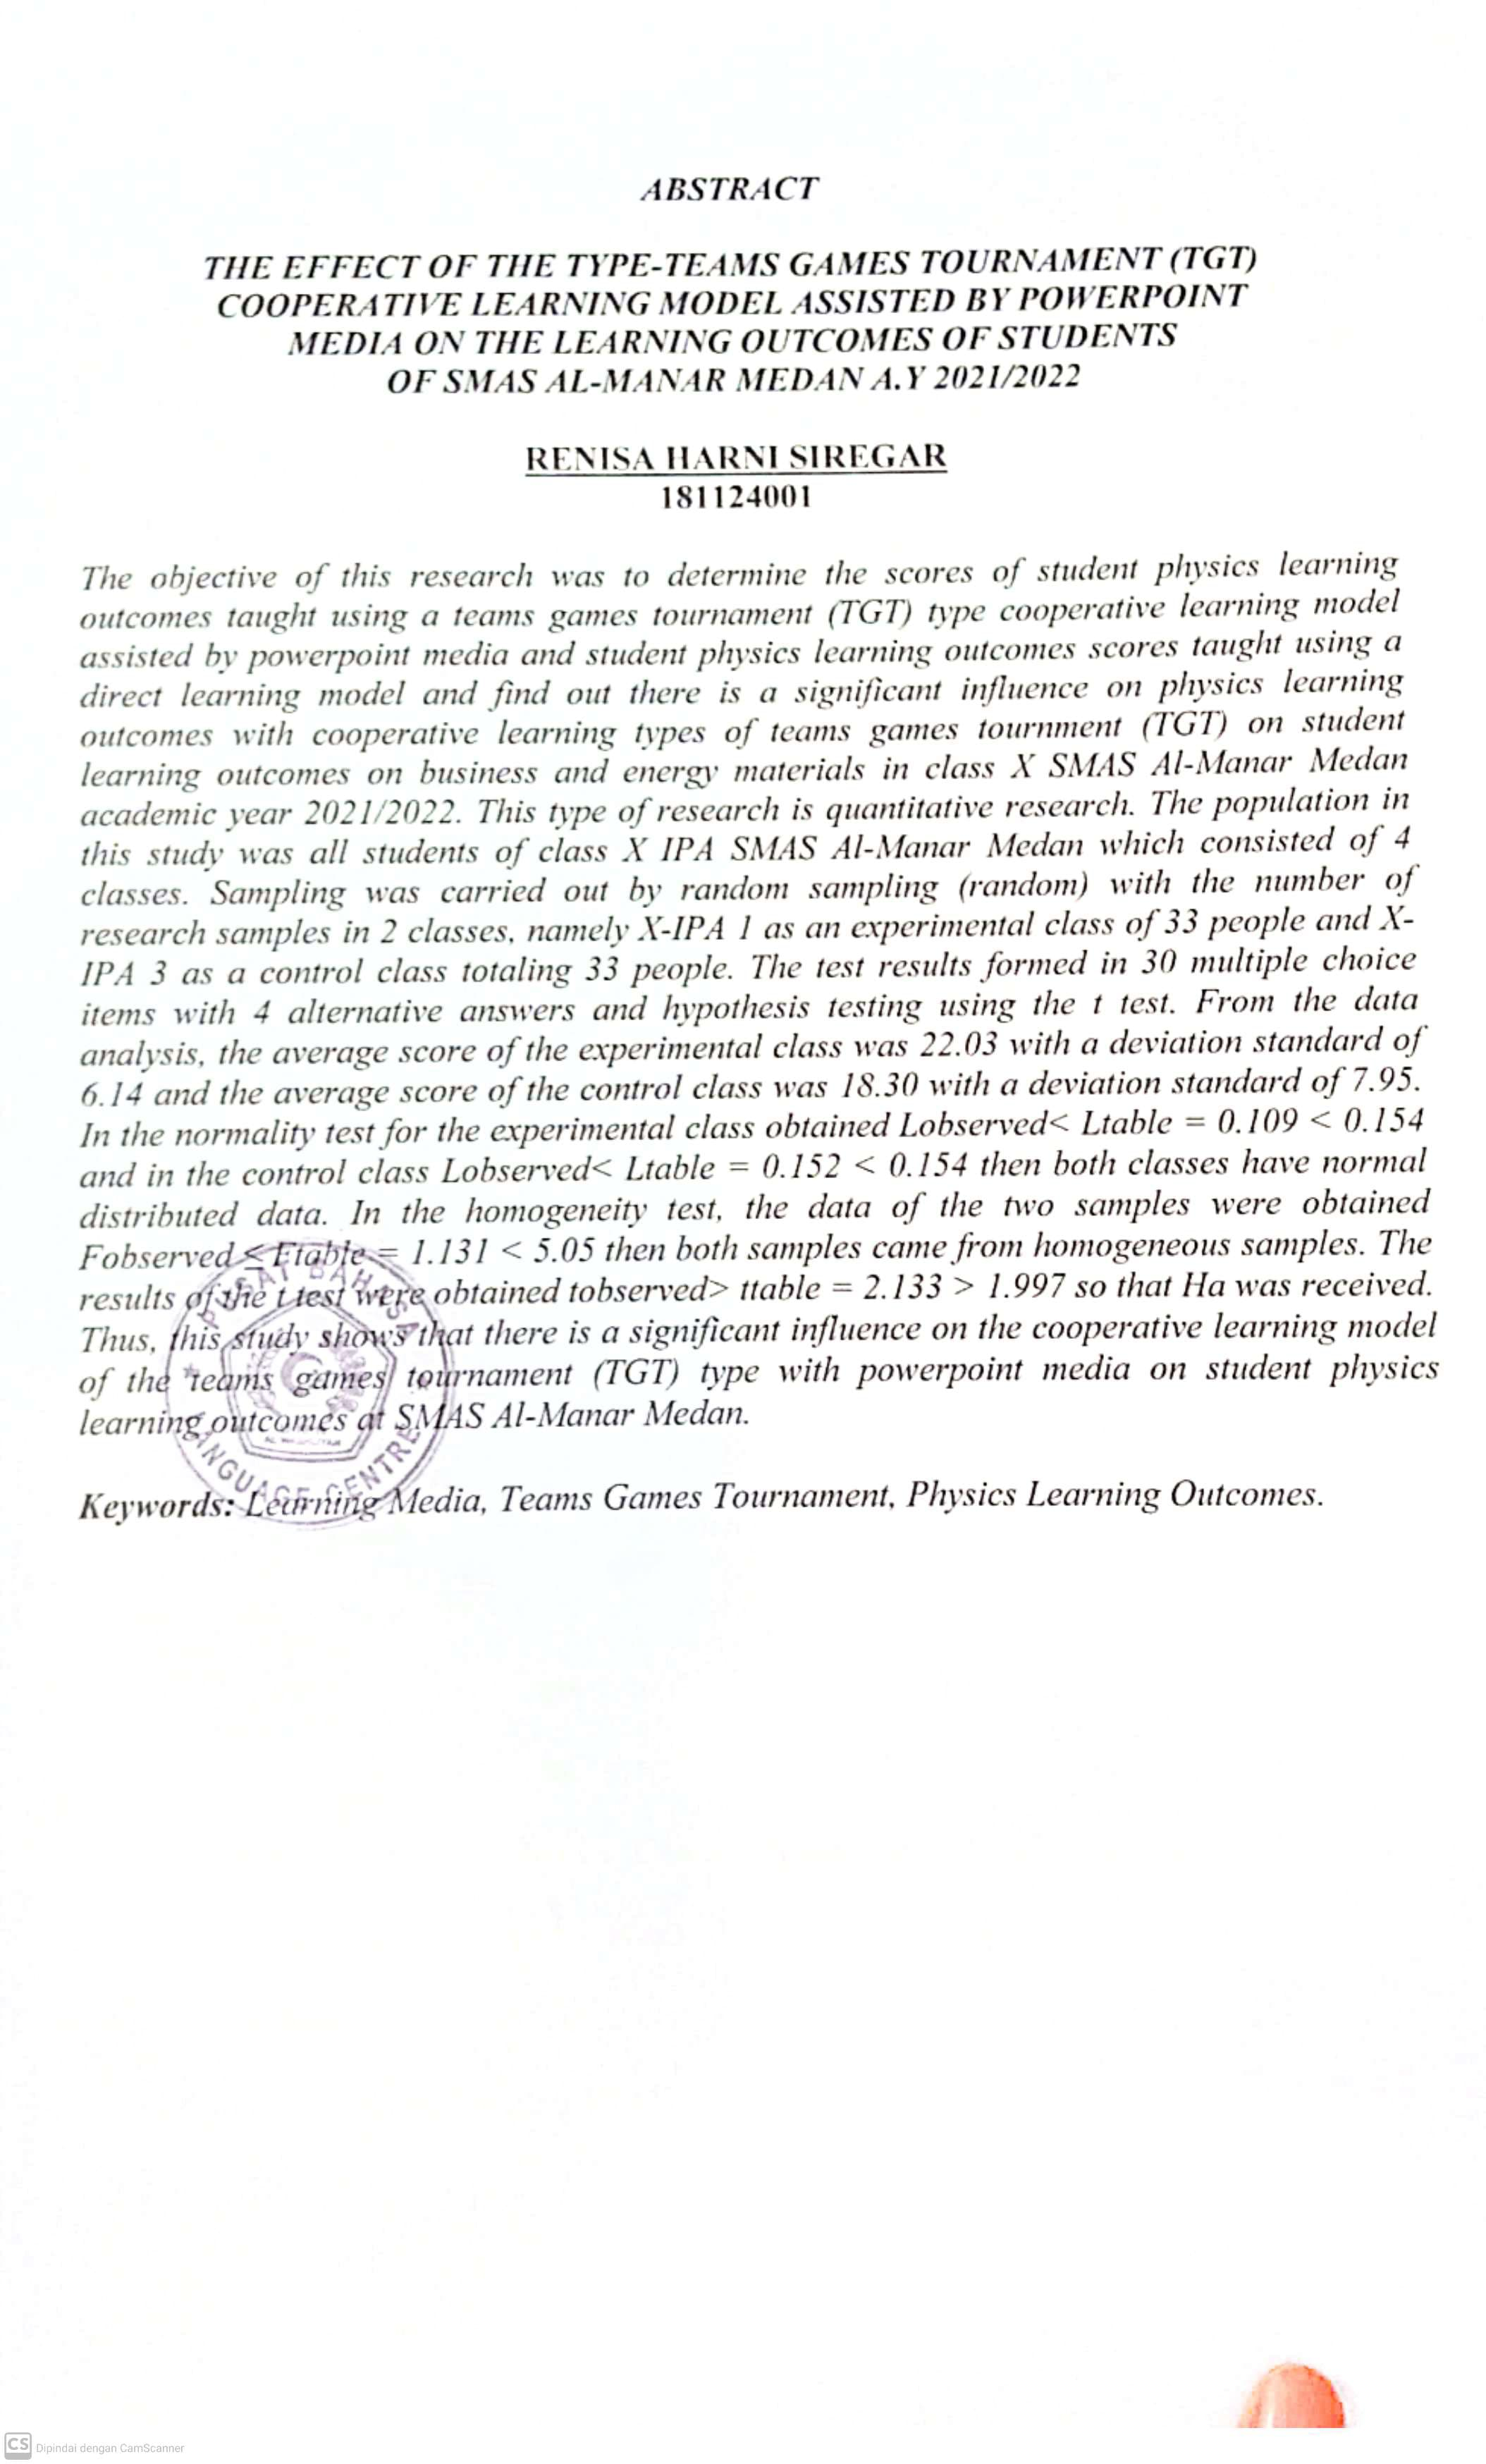 ABSTRACT
THE EFFECT OF THE TYPE-TEAMS GAMES TOURNAMENT (TGT)
COOPERATIVE LEARNING MODEL ASSISTED BY POWERPOINT
MEDIA ON THE LEARNING OUTCOMES OF STUDENTS
OF SMAS AL-MANAR MEDAN A.Y 2021/2022
RENISA HARNI SIREGAR
181124001
The objective of this research was to determine the scores of student physics learning
outcomes taught using a teams games tournament (TGT) type cooperative learning model
assisted by powerpoint media and student physics learning outcomes scores taught using a
direct learning model and find out there is a significant influence on physics learning
outcomes with cooperative learning types of teams games tournment (TGT) on student
learning outcomes on business and energy materials in class X SMAS Al-Manar Medan
academic year 2021/2022. This type of research is quantitative research. The population in
this study was all students of class X IPA SMAS Al-Manar Medan which consisted of 4
classes. Sampling was carried out by random sampling (random) with the number of
research samples in 2 classes, namely X-IPA 1 as an experimental class of 33 people and X-
IPA 3 as a control class totaling 33 people. The test results formed in 30 multiple choice
items with 4 alternative answers and hypothesis testing using the t test. From the data
analysis, the average score of the experimental class was 22.03 with a deviation standard of
6.14 and the average score of the control class was 18.30 with a deviation standard of 7.95.
In the normality test for the experimental class obtained Lobserved< Ltable = 0.109 < 0.154
and in the control class Lobserved< Ltable = 0.152 < 0.154 then both classes have normal
distributed data. In the homogeneity test, the data of the two samples were obtained
Fobserved ≤ Ftable = 1.131 < 5.05 then both samples came from homogeneous samples. The
results of the t test were obtained tobserved> ttable = 2.133 > 1.997 so that Ha was received.
Thus, this study shows that there is a significant influence on the cooperative learning model
of the teams games tournament (TGT) type with powerpoint media on student physics
learning outcomes at SMAS Al-Manar Medan.
Keywords: Learning Media, Teams Games Tournament, Physics Learning Outcomes.
PUSAT BAHASA
LANGUAGE CENTRE
CS Dipindai dengan CamScanner